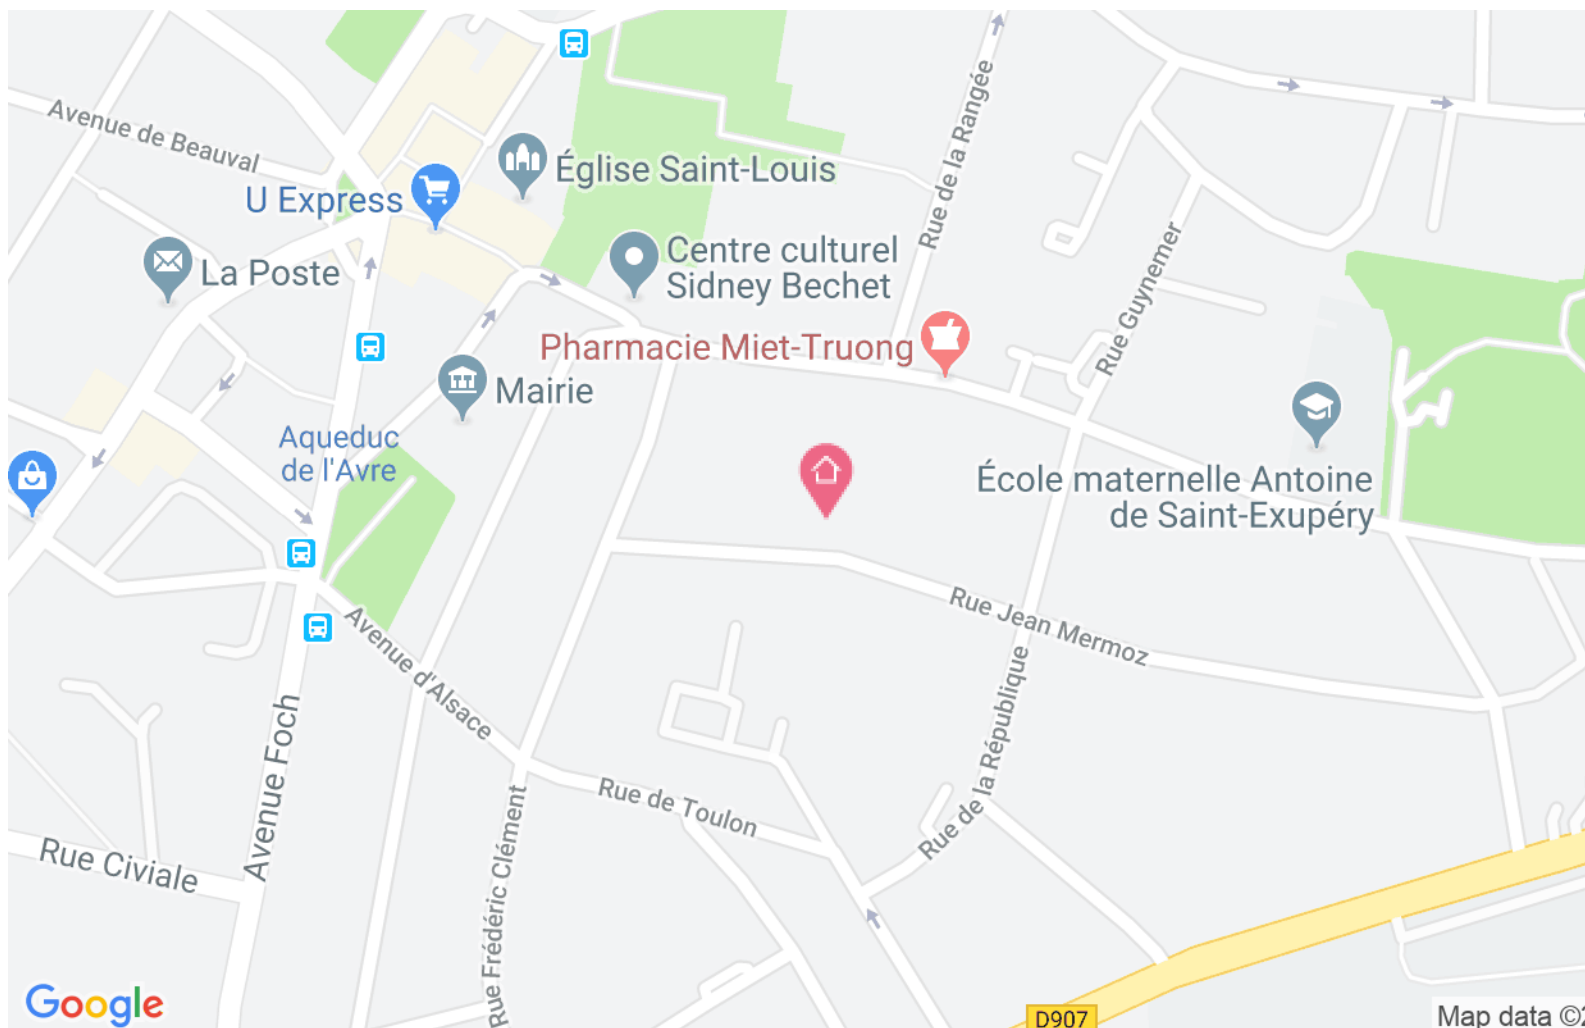 Avenue de Beauval
Rue de la Rangée
Église Saint-Louis
U Express
Centre culturel
Sidney Bechet
La Poste
Rue Guynemer
Pharmacie Miet-Truong
Mairie
Aqueduc
de l'Avre
École maternelle Antoine
de Saint-Exupéry
Rue Jean Mermoz
Avenue d'Alsace
Rue de la République
Avenue Foch
Rue de Toulon
Rue Civiale
Rue Frédéric Clément
Google
D907
Map data ©